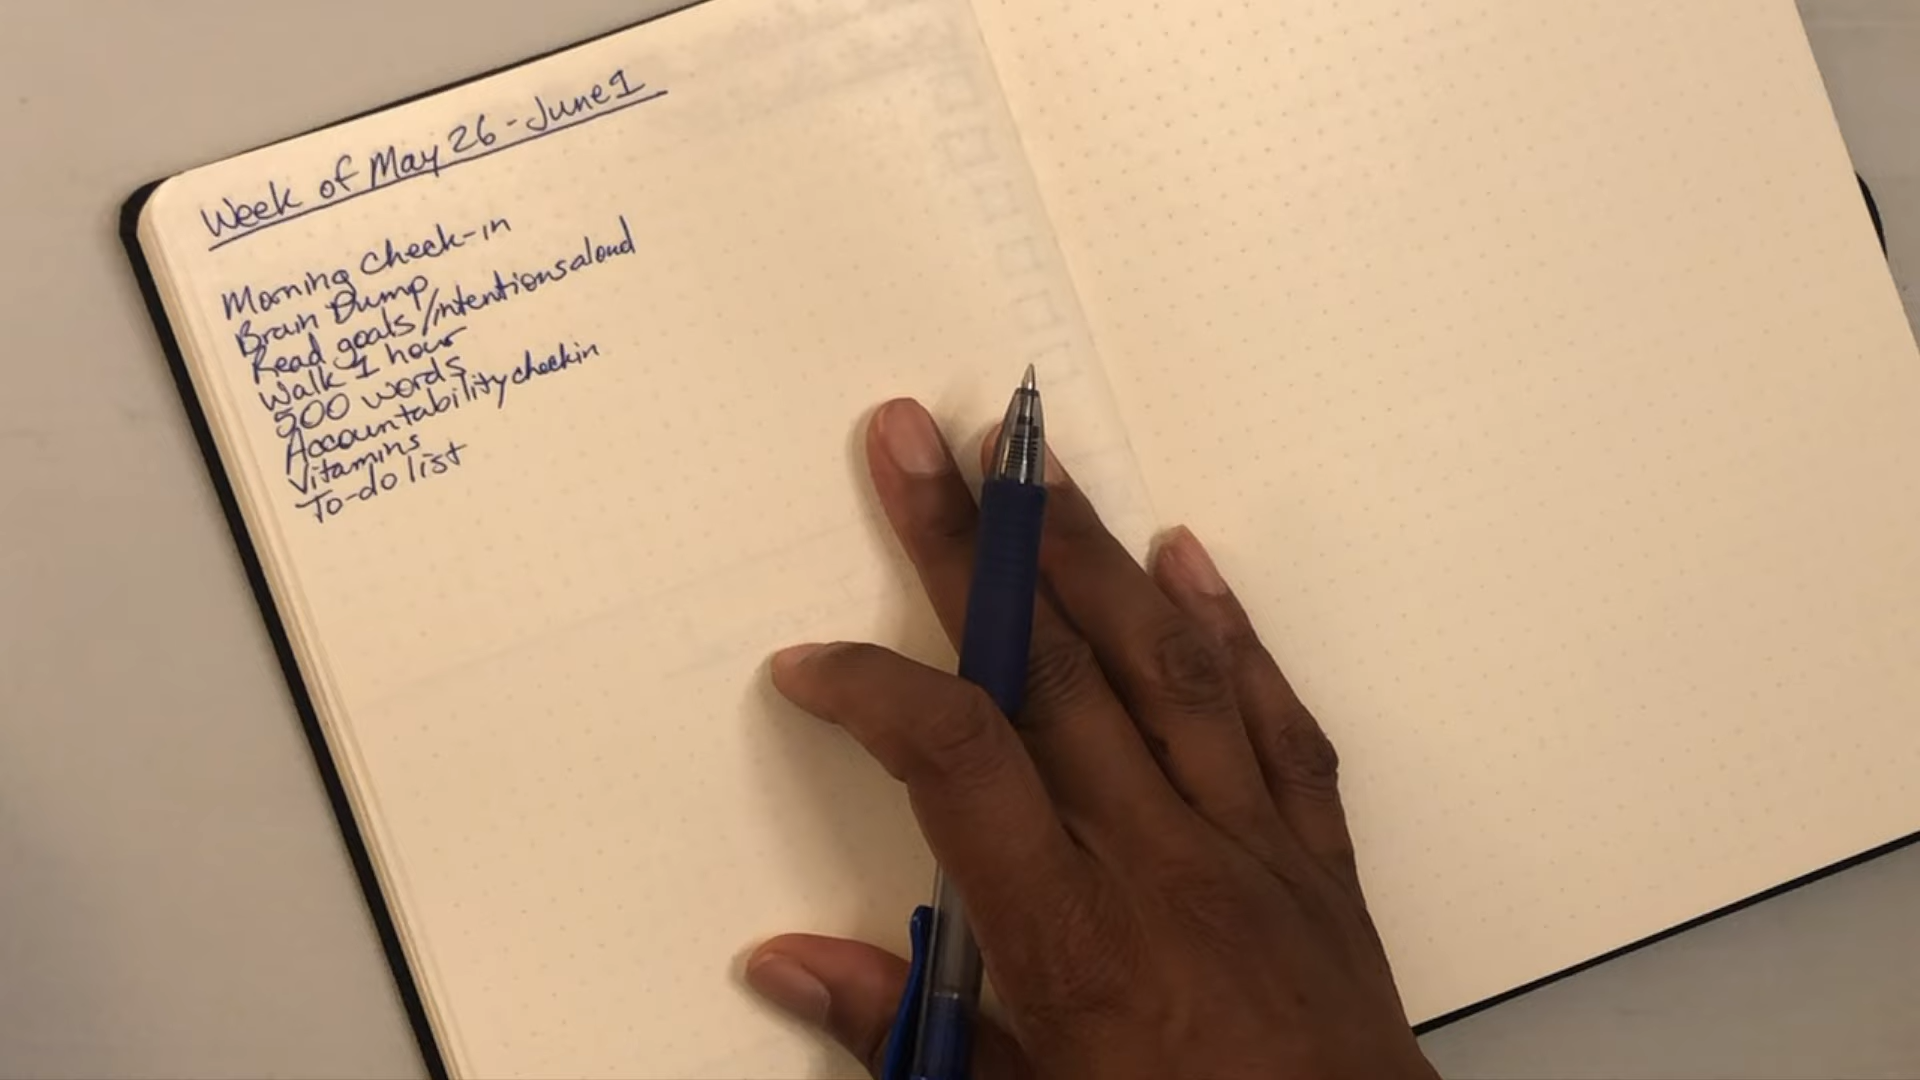 Week of May 26 - June 1
Morning check-in
Brain Dump
Read goals/intentions aloud
Walk 1 hour
500 words
Accountability checkin
Vitamins
To-do list